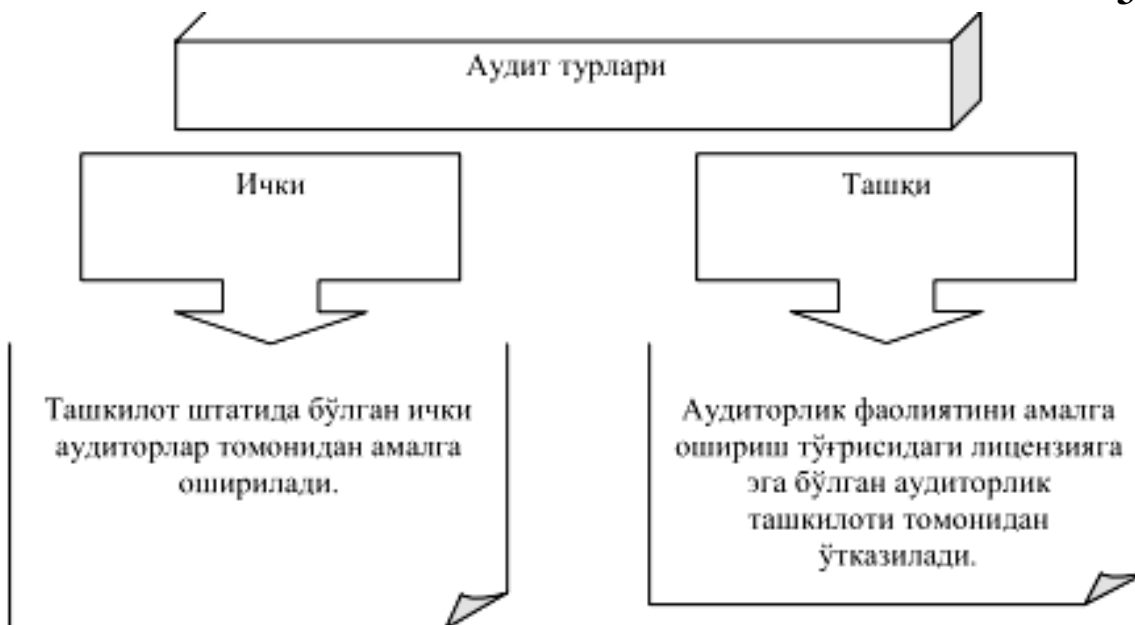 Аудит турлари
Ички
Ташқи
Ташкилот штатида бўлган ички
аудиторлар томонидан амалга
оширилади.
Аудиторлик фаолиятини амалга
ошириш тўғрисидаги лицензияга
эга бўлган аудиторлик
ташкилоти томонидан
ўтказилади.